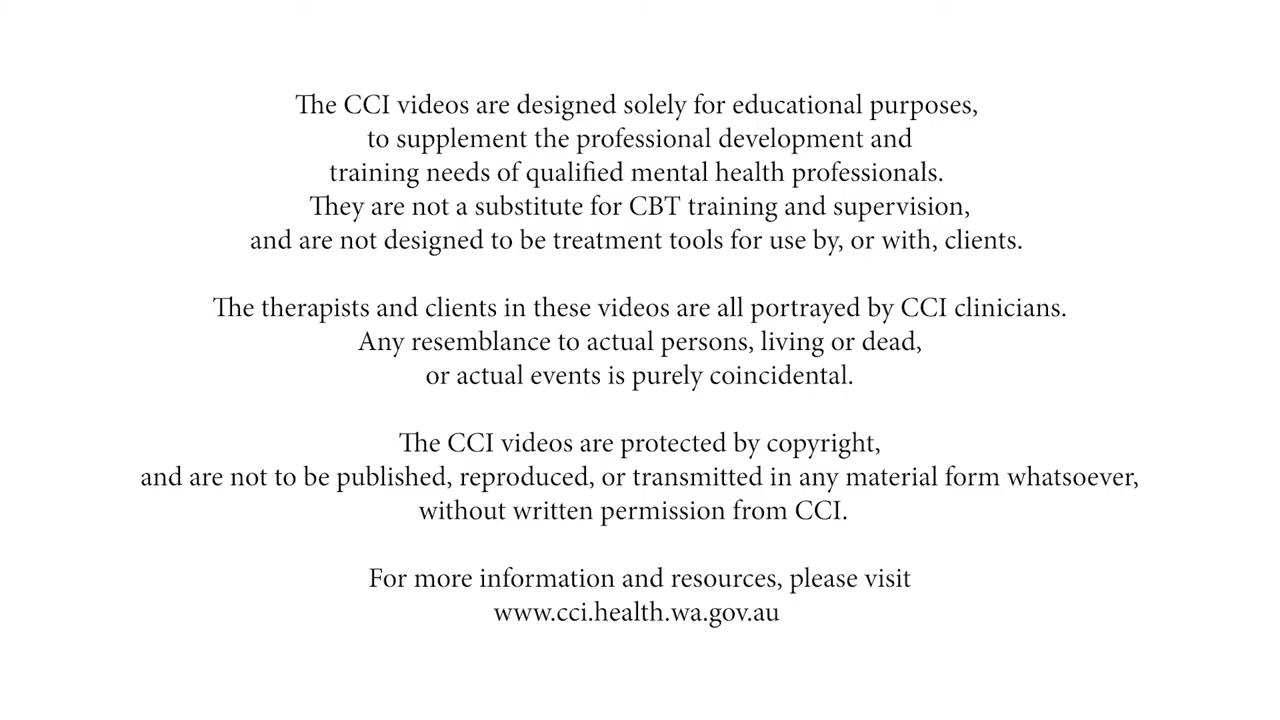 The CCI videos are designed solely for educational purposes,
to supplement the professional development and
training needs of qualified mental health professionals.
They are not a substitute for CBT training and supervision,
and are not designed to be treatment tools for use by, or with, clients.
The therapists and clients in these videos are all portrayed by CCI clinicians.
Any resemblance to actual persons, living or dead,
or actual events is purely coincidental.
The CCI videos are protected by copyright,
and are not to be published, reproduced, or transmitted in any material form whatsoever,
without written permission from CCI.
For more information and resources, please visit
www.cci.health.wa.gov.au